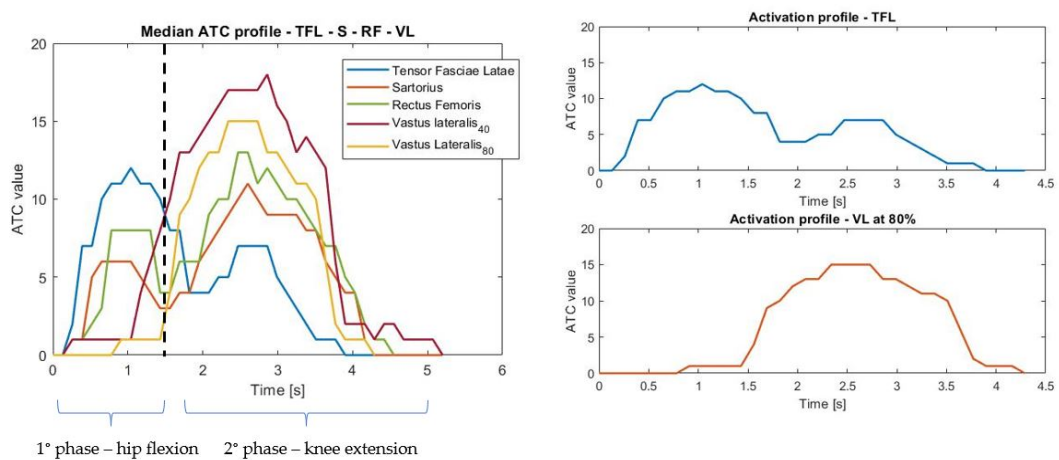 Median ATC profile - TFL - S - RF - VL
20
15
10
5
0
ATC value
Tensor Fasciae Latae
Sartorius
Rectus Femoris
Vastus lateralis40
Vastus Lateralis80
0 1 2 3 4 5 6
Time [s]
1° phase – hip flexion
2° phase – knee extension
Activation profile - TFL
20
15
10
5
0
ATC value
0 0.5 1 1.5 2 2.5 3 3.5 4 4.5
Time [s]
Activation profile - VL at 80%
20
15
10
5
0
ATC value
0 0.5 1 1.5 2 2.5 3 3.5 4 4.5
Time [s]